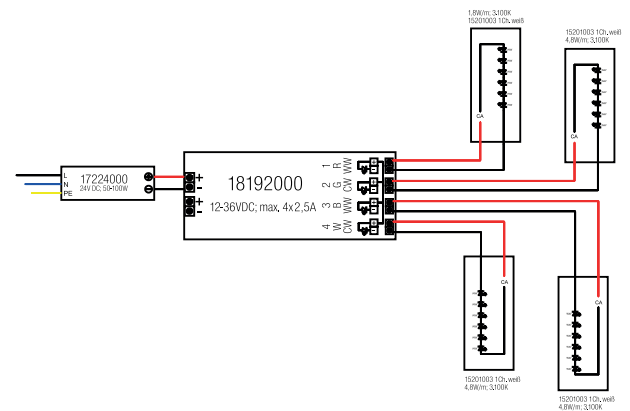 1,8W/m; 3.100K
15201003 1Ch. weiß
15201003 1Ch. weiß
4,8W/m; 3.100K
CA
CA
L
N
PE
17224000
24V DC; 50-100W
+
-
+
-
18192000
12-36VDC; max. 4x2,5A
1 R WW
2 G CW
3 B WW
4 W CW
CA
CA
15201003 1Ch. weiß
4,8W/m; 3.100K
15201003 1Ch. weiß
4,8W/m; 3.100K